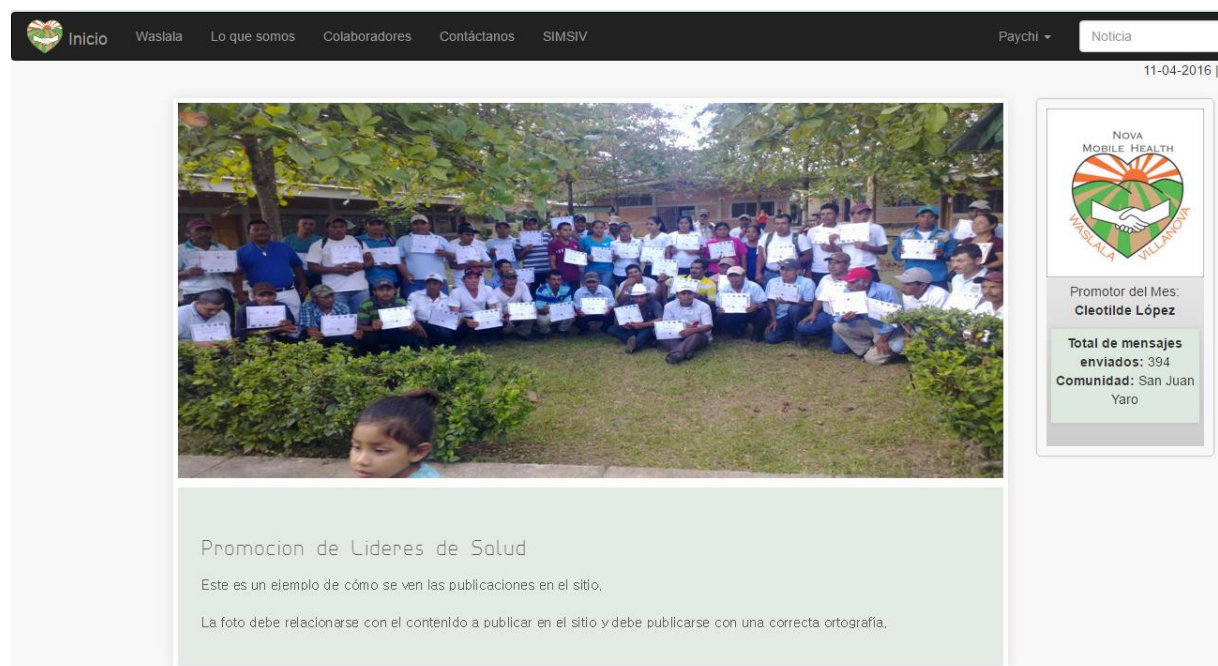 Inicio Waslala Lo que somos Colaboradores Contáctanos SIMSIV Paychi Noticia
11-04-2016 |
NOVA
MOBILE HEALTH
WASLALA VILLANOVA
Promotor del Mes:
Cleotilde López
Total de mensajes
enviados: 394
Comunidad: San Juan
Yaro
Promocion de Lideres de Salud
Este es un ejemplo de cómo se ven las publicaciones en el sitio.
La foto debe relacionarse con el contenido a publicar en el sitio y debe publicarse con una correcta ortografía.